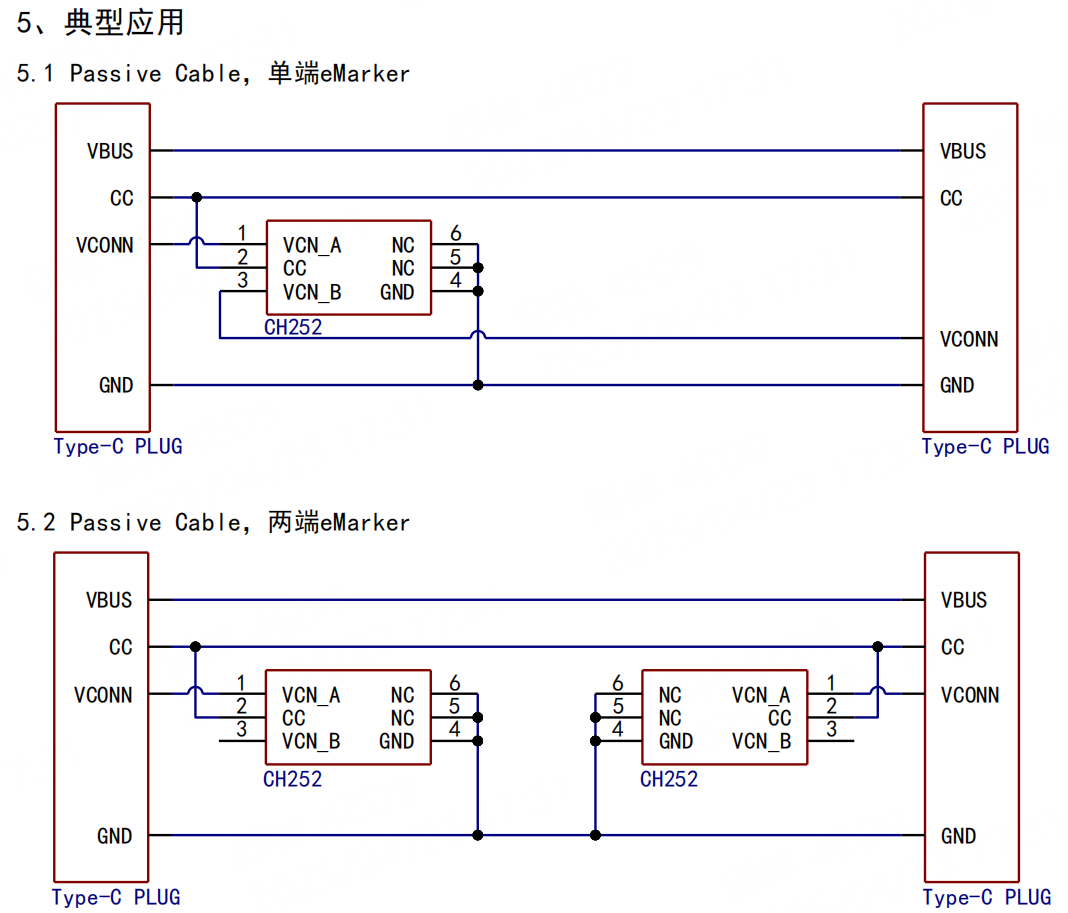 5、典型应用
5.1 Passive Cable，单端eMarker
VBUS VBUS
CC CC
1 6
VCONN VCN_A NC
2 5
CC NC
3 4
VCN_B GND
CH252
VCONN
GND GND
Type-C PLUG Type-C PLUG
5.2 Passive Cable，两端eMarker
VBUS VBUS
CC CC
1 6 6 1
VCONN VCN_A NC NC VCN_A VCONN
2 5 5 2
CC NC NC CC
3 4 4 3
VCN_B GND GND VCN_B
CH252 CH252
GND GND
Type-C PLUG Type-C PLUG